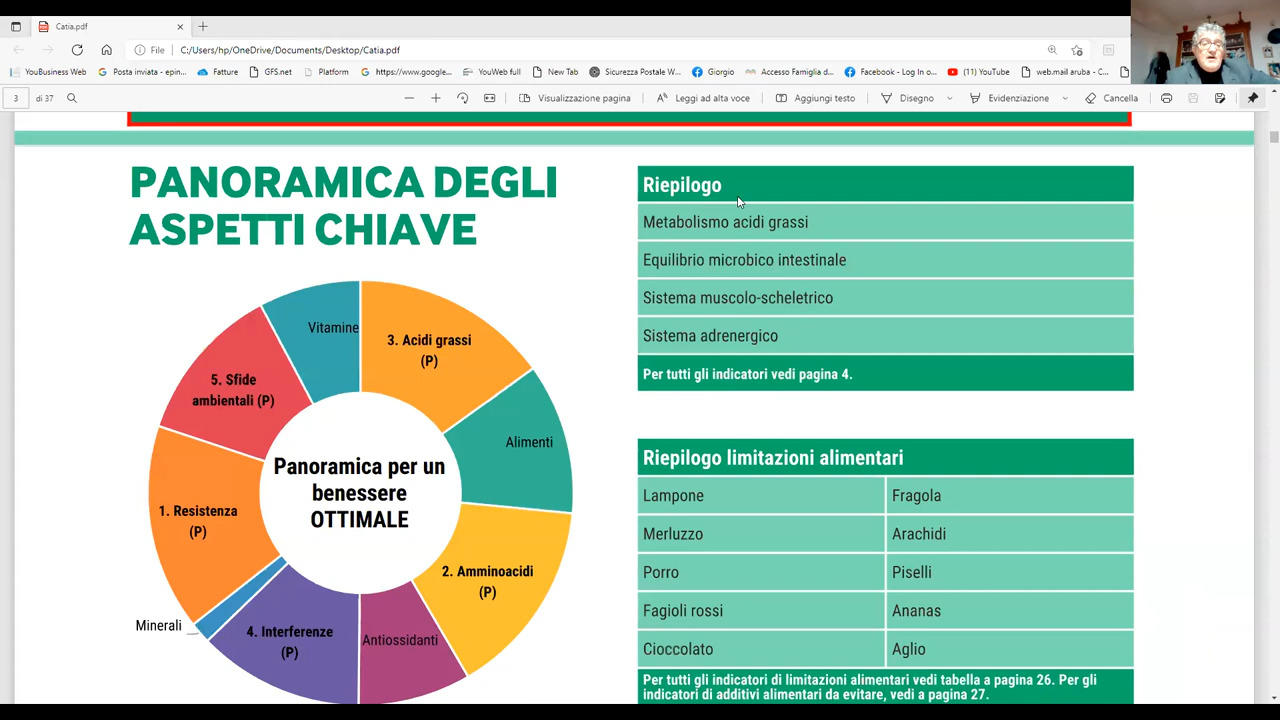 Catia.pdf
File
C:/Users/hp/OneDrive/Documents/Desktop/Catia.pdf
YouBusiness Web
Posta inviata - epin...
Fatture
GFS.net
Platform
https://www.google...
YouWeb full
New Tab
Sicurezza Postale W...
Giorgio
Accesso Famiglia d...
Facebook - Log In o...
(11) YouTube
web.mail aruba - C...
3 di 37
Visualizzazione pagina
Leggi ad alta voce
Aggiungi testo
Disegno
Evidenziazione
Cancella
PANORAMICA DEGLI
ASPETTI CHIAVE
Vitamine
3. Acidi grassi
(P)
5. Sfide
ambientali (P)
Alimenti
Panoramica per un
benessere
OTTIMALE
1. Resistenza
(P)
2. Amminoacidi
(P)
Minerali
4. Interferenze
(P)
Antiossidanti
Riepilogo
Metabolismo acidi grassi
Equilibrio microbico intestinale
Sistema muscolo-scheletrico
Sistema adrenergico
Per tutti gli indicatori vedi pagina 4.
Riepilogo limitazioni alimentari
Lampone Fragola
Merluzzo Arachidi
Porro Piselli
Fagioli rossi Ananas
Cioccolato Aglio
Per tutti gli indicatori di limitazioni alimentari vedi tabella a pagina 26. Per gli
indicatori di additivi alimentari da evitare, vedi a pagina 27.